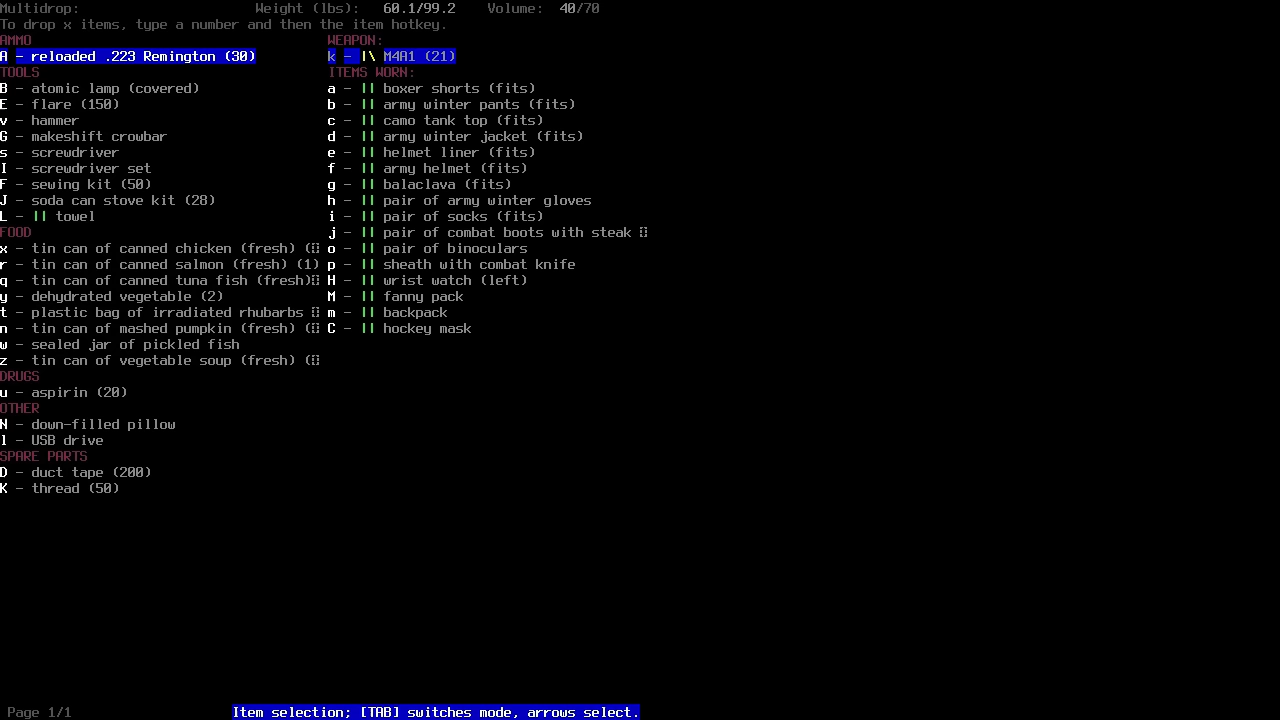 Multidrop: Weight (lbs): 60.1/99.2 Volume: 40/70
To drop x items, type a number and then the item hotkey.
AMMO
A - reloaded .223 Remington (30)
TOOLS
B - atomic lamp (covered)
E - flare (150)
v - hammer
G - makeshift crowbar
s - screwdriver
I - screwdriver set
F - sewing kit (50)
J - soda can stove kit (28)
L - || towel
FOOD
x - tin can of canned chicken (fresh) (
r - tin can of canned salmon (fresh) (1)
q - tin can of canned tuna fish (fresh)
y - dehydrated vegetable (2)
t - plastic bag of irradiated rhubarbs
n - tin can of mashed pumpkin (fresh) (
w - sealed jar of pickled fish
z - tin can of vegetable soup (fresh) (
DRUGS
u - aspirin (20)
OTHER
N - down-filled pillow
l - USB drive
SPARE PARTS
D - duct tape (200)
K - thread (50)
WEAPON:
k - |\ M4A1 (21)
ITEMS WORN:
a - || boxer shorts (fits)
b - || army winter pants (fits)
c - || camo tank top (fits)
d - || army winter jacket (fits)
e - || helmet liner (fits)
f - || army helmet (fits)
g - || balaclava (fits)
h - || pair of army winter gloves
i - || pair of socks (fits)
j - || pair of combat boots with steak
o - || pair of binoculars
p - || sheath with combat knife
H - || wrist watch (left)
M - || fanny pack
m - || backpack
C - || hockey mask
Page 1/1 Item selection; [TAB] switches mode, arrows select.